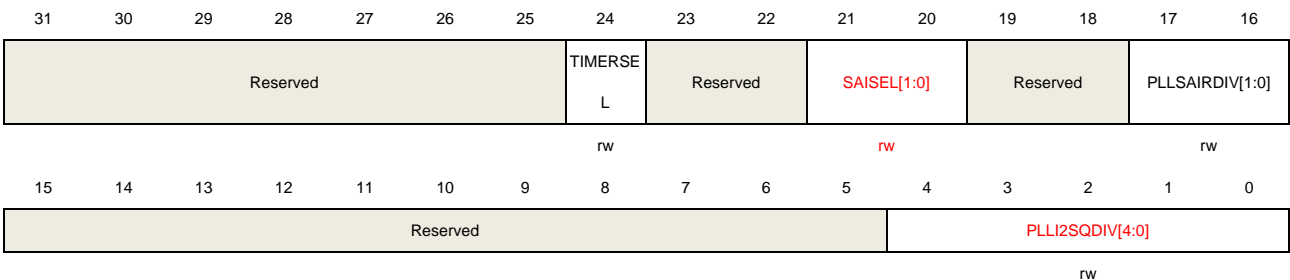 31 30 29 28 27 26 25 24 23 22 21 20 19 18 17 16
Reserved TIMERSE
L Reserved SAISEL[1:0] Reserved PLLSAIRDIV[1:0]
rw rw rw
15 14 13 12 11 10 9 8 7 6 5 4 3 2 1 0
Reserved PLLI2SQDIV[4:0]
rw